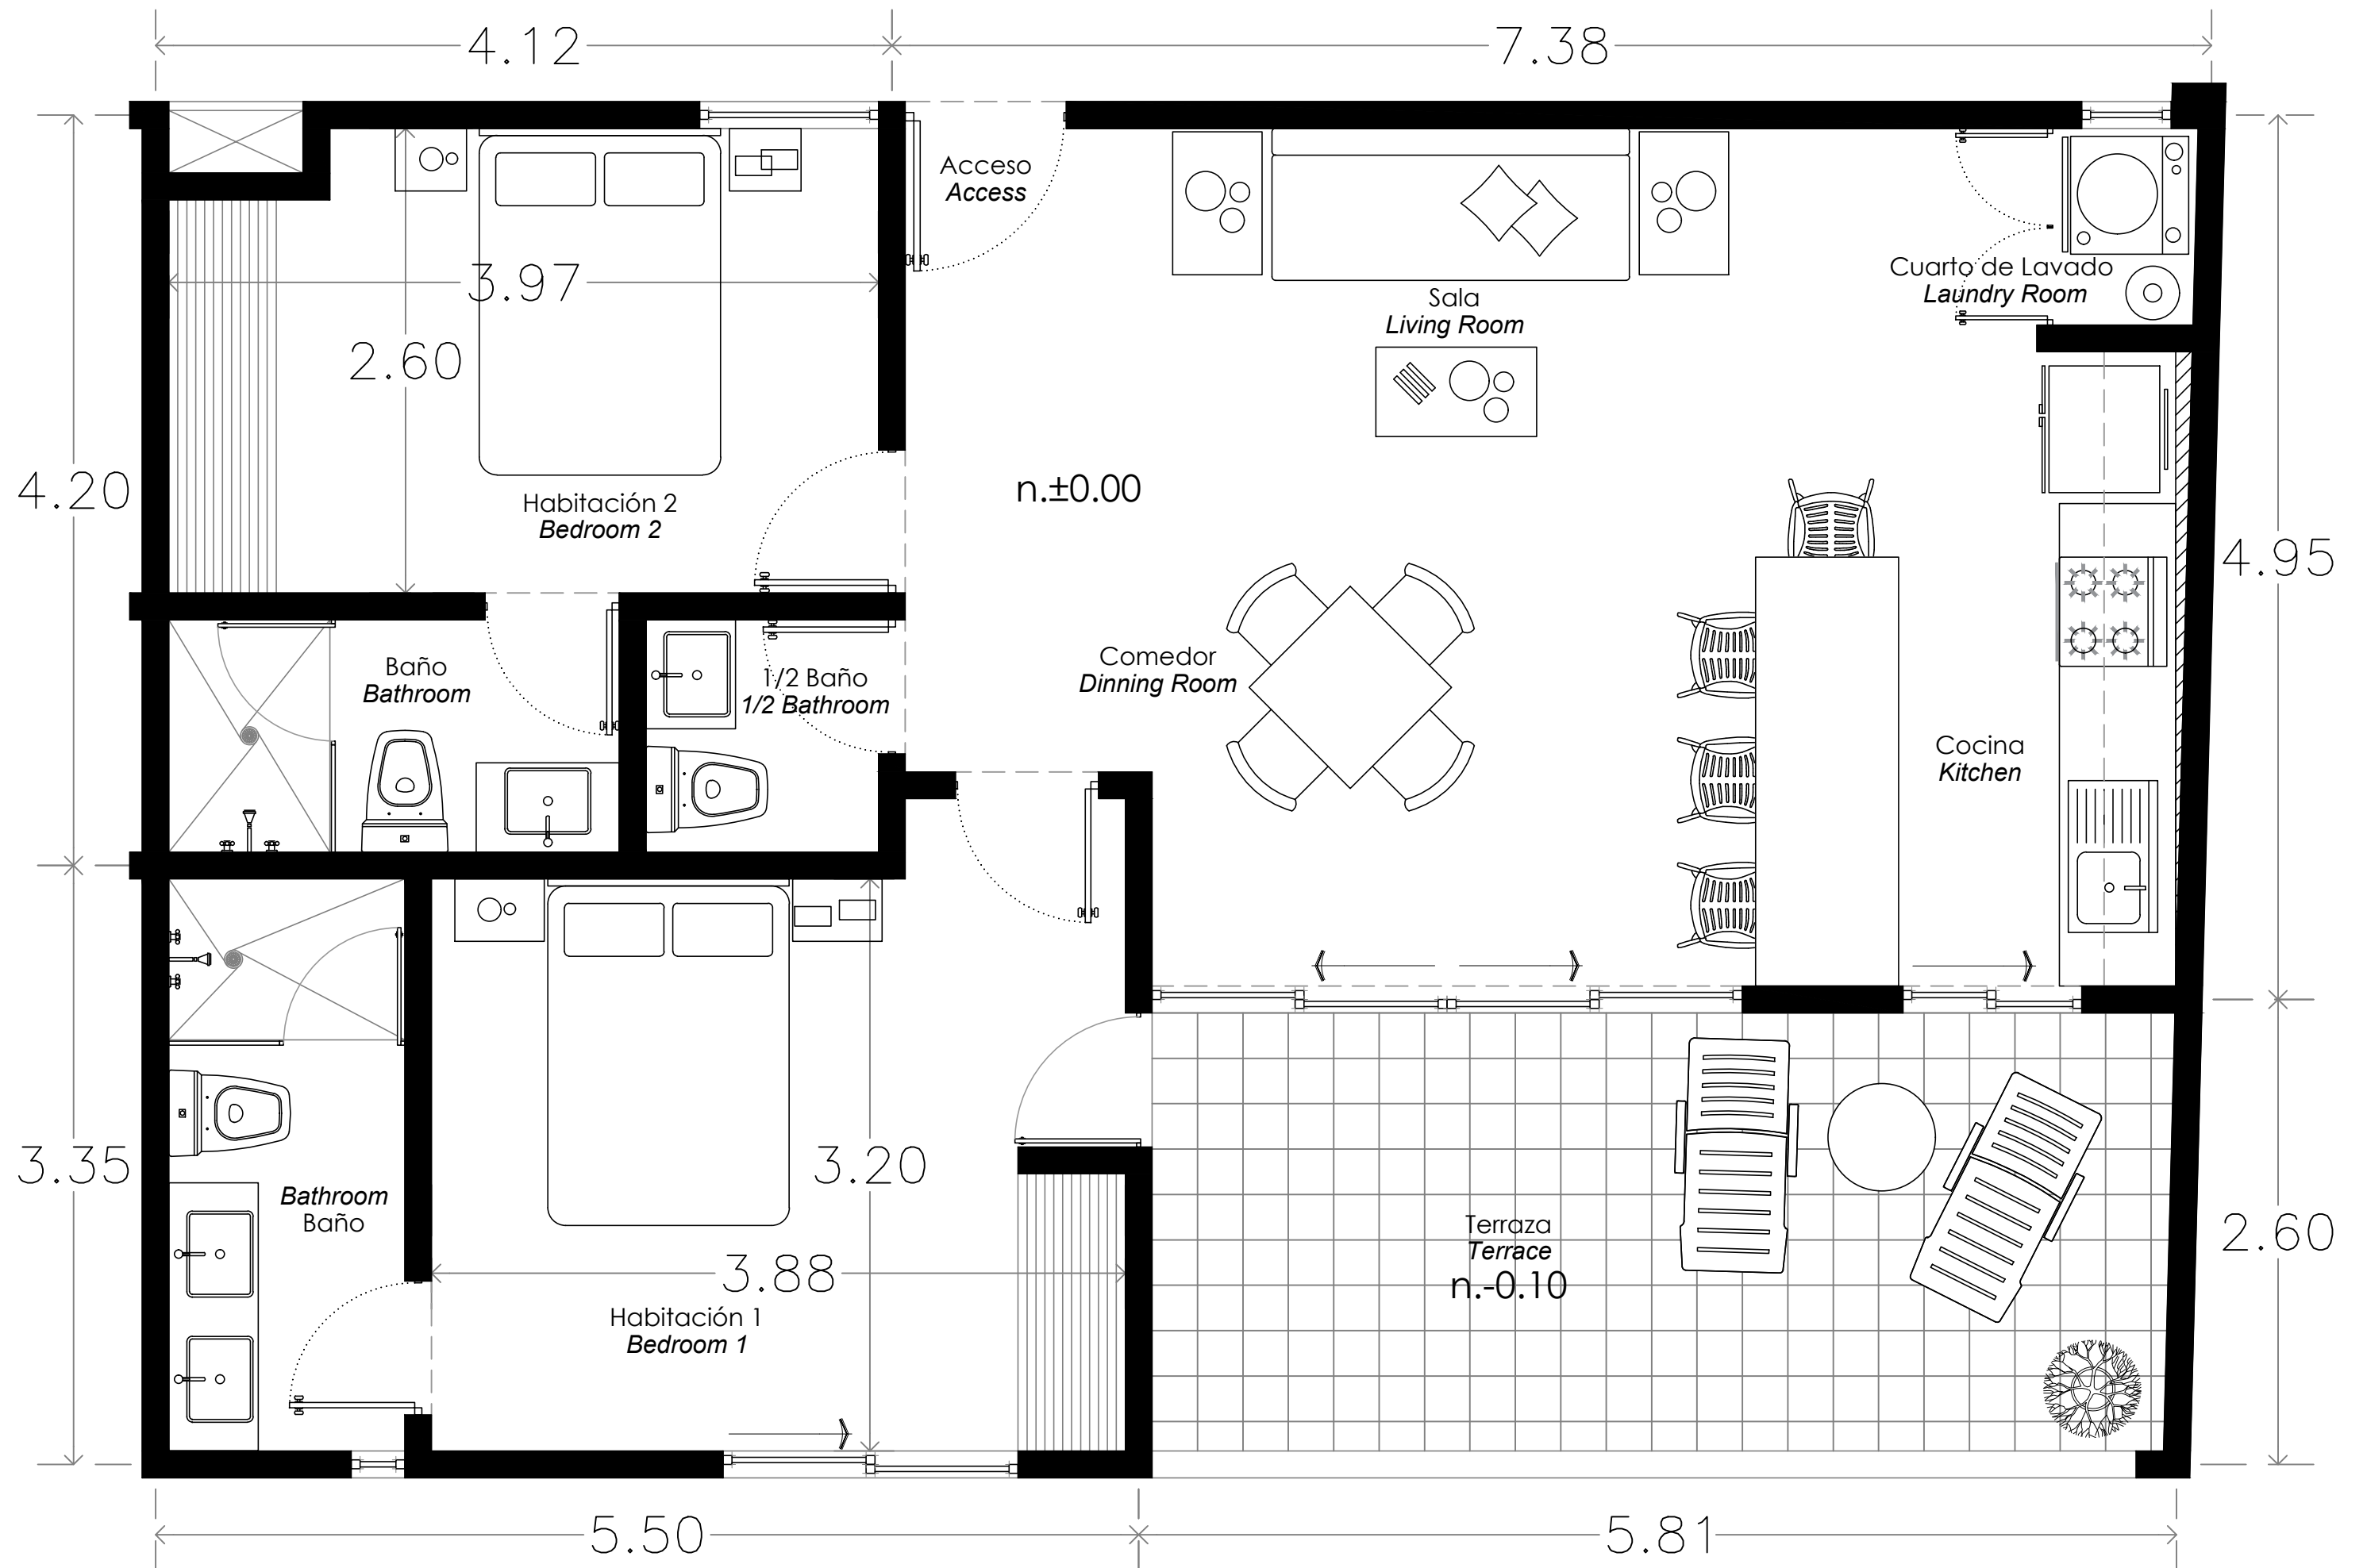 4.12
7.38
Acceso
Access
3.97
Cuarto de Lavado
Laundry Room
Sala
Living Room
2.60
4.20
n.±0.00
Habitación 2
Bedroom 2
4.95
Baño
Bathroom
1/2 Baño
1/2 Bathroom
Comedor
Dinning Room
Cocina
Kitchen
3.35
3.20
Bathroom
Baño
Terraza
Terrace
n.-0.10
2.60
3.88
Habitación 1
Bedroom 1
5.50
5.81